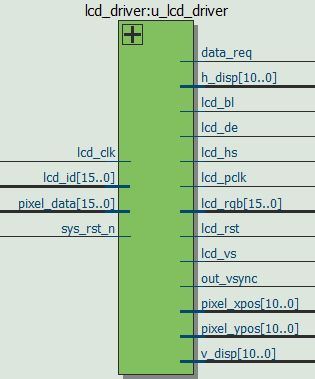 lcd_driver:u_lcd_driver
data_req
h_disp[10..0]
lcd_bl
lcd_de
lcd_clk
lcd_hs
lcd_id[15..0]
lcd_pclk
pixel_data[15..0]
lcd_rgb[15..0]
sys_rst_n
lcd_rst
lcd_vs
out_vsync
pixel_xpos[10..0]
pixel_ypos[10..0]
v_disp[10..0]